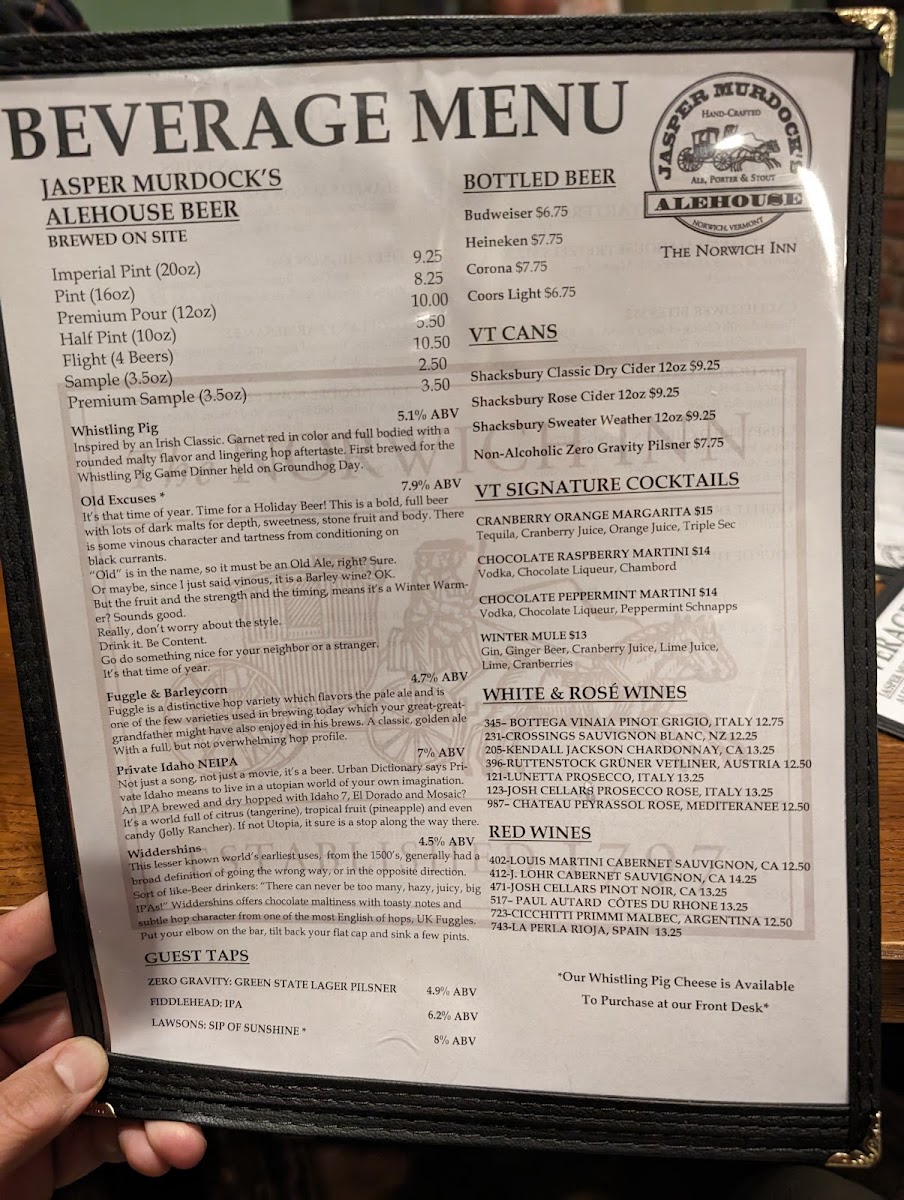 BEVERAGE MENU
JASPER MURDOCK'S
HAND-CRAFTED
ALE, PORTER & STOUT
ALEHOUSE
NORWICH, VERMONT
THE NORWICH INN
JASPER MURDOCK'S
ALEHOUSE BEER
BREWED ON SITE
Imperial Pint (20oz) 9.25
Pint (16oz) 8.25
Premium Pour (12oz) 10.00
Half Pint (10oz) 5.50
Flight (4 Beers) 10.50
Sample (3.5oz) 2.50
Premium Sample (3.5oz) 3.50
Whistling Pig 5.1% ABV
Inspired by an Irish Classic. Garnet red in color and full bodied with a
rounded malty flavor and lingering hop aftertaste. First brewed for the
Whistling Pig Game Dinner held on Groundhog Day.
Old Excuses * 7.9% ABV
It's that time of year. Time for a Holiday Beer! This is a bold, full beer
with lots of dark malts for depth, sweetness, stone fruit and body. There
is some vinous character and tartness from conditioning on
black currants.
"Old" is in the name, so it must be an Old Ale, right? Sure.
Or maybe, since I just said vinous, it is a Barley wine? OK.
But the fruit and the strength and the timing, means it's a Winter Warm-
er? Sounds good.
Really, don't worry about the style.
Drink it. Be Content.
Go do something nice for your neighbor or a stranger.
It's that time of year.
Fuggle & Barleycorn 4.7% ABV
Fuggle is a distinctive hop variety which flavors the pale ale and is
one of the few varieties used in brewing today which your great-great-
grandfather might have also enjoyed in his brews. A classic, golden ale
With a full, but not overwhelming hop profile.
Private Idaho NEIPA 7% ABV
Not just a song, not just a movie, it's a beer. Urban Dictionary says Pri-
vate Idaho means to live in a utopian world of your own imagination.
An IPA brewed and dry hopped with Idaho 7, El Dorado and Mosaic?
It's a world full of citrus (tangerine), tropical fruit (pineapple) and even
candy (Jolly Rancher). If not Utopia, it sure is a stop along the way there.
Widdershins 4.5% ABV
This lesser known world's earliest uses, from the 1500's, generally had a
broad definition of going the wrong way, or in the opposite direction.
Sort of like-Beer drinkers: "There can never be too many, hazy, juicy, big
IPAs!" Widdershins offers chocolate maltiness with toasty notes and
subtle hop character from one of the most English of hops, UK Fuggles.
Put your elbow on the bar, tilt back your flat cap and sink a few pints.
GUEST TAPS
ZERO GRAVITY: GREEN STATE LAGER PILSNER 4.9% ABV
FIDDLEHEAD: IPA 6.2% ABV
LAWSONS: SIP OF SUNSHINE * 8% ABV
BOTTLED BEER
Budweiser $6.75
Heineken $7.75
Corona $7.75
Coors Light $6.75
VT CANS
Shacksbury Classic Dry Cider 12oz $9.25
Shacksbury Rose Cider 12oz $9.25
Shacksbury Sweater Weather 12oz $9.25
Non-Alcoholic Zero Gravity Pilsner $7.75
VT SIGNATURE COCKTAILS
CRANBERRY ORANGE MARGARITA $15
Tequila, Cranberry Juice, Orange Juice, Triple Sec
CHOCOLATE RASPBERRY MARTINI $14
Vodka, Chocolate Liqueur, Chambord
CHOCOLATE PEPPERMINT MARTINI $14
Vodka, Chocolate Liqueur, Peppermint Schnapps
WINTER MULE $13
Gin, Ginger Beer, Cranberry Juice, Lime Juice,
Lime, Cranberries
WHITE & ROSÉ WINES
345– BOTTEGA VINAIA PINOT GRIGIO, ITALY 12.75
231-CROSSINGS SAUVIGNON BLANC, NZ 12.25
205-KENDALL JACKSON CHARDONNAY, CA 13.25
396-RUTTENSTOCK GRÜNER VETLINER, AUSTRIA 12.50
121-LUNETTA PROSECCO, ITALY 13.25
123-JOSH CELLARS PROSECCO ROSE, ITALY 13.25
987– CHATEAU PEYRASSOL ROSE, MEDITERANEE 12.50
RED WINES
402-LOUIS MARTINI CABERNET SAUVIGNON, CA 12.50
412-J. LOHR CABERNET SAUVIGNON, CA 14.25
471-JOSH CELLARS PINOT NOIR, CA 13.25
517– PAUL AUTARD CÔTES DU RHONE 13.25
723-CICCHITTI PRIMMI MALBEC, ARGENTINA 12.50
743-LA PERLA RIOJA, SPAIN 13.25
*Our Whistling Pig Cheese is Available
To Purchase at our Front Desk*
NORWICH INN
ESTABLISHED 1797